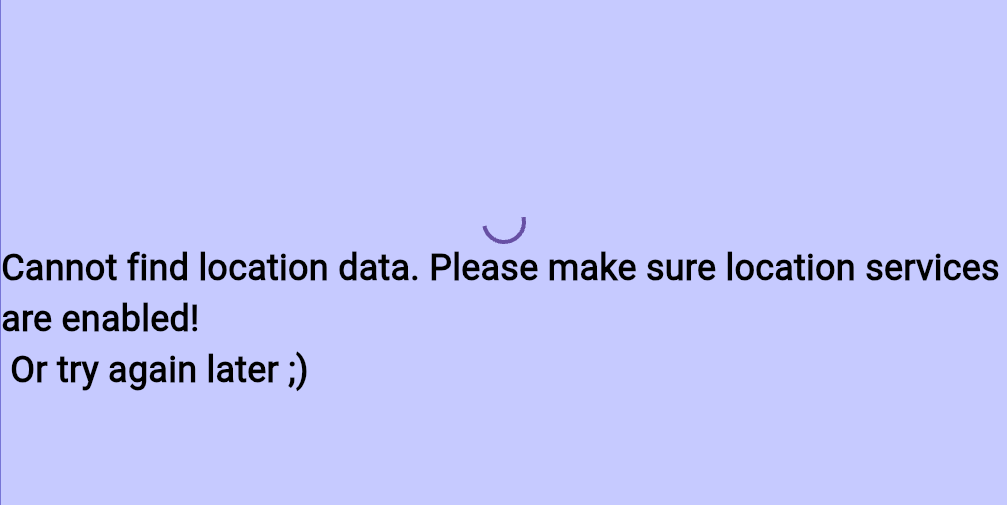 Cannot find location data. Please make sure location services
are enabled!
Or try again later ;)